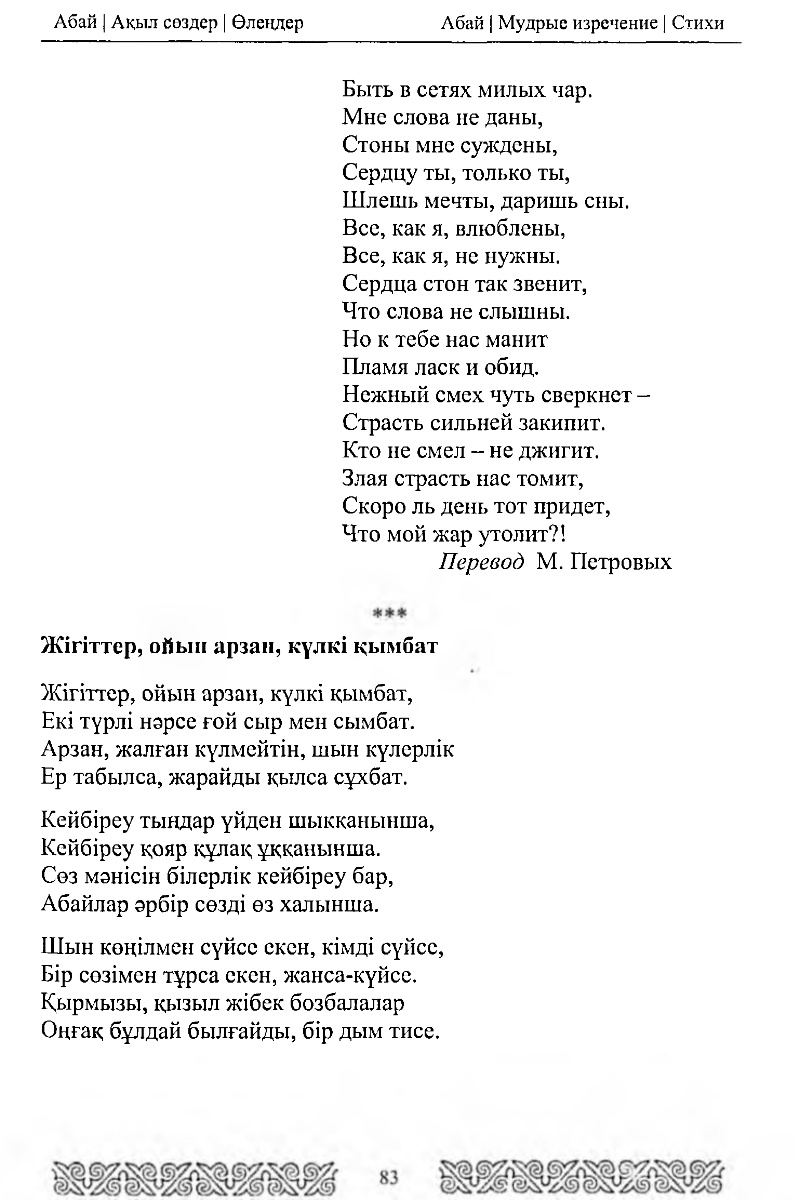 Абай | Ақыл сөздер | Өлеңдер
Абай | Мудрые изречение | Стихи
Быть в сетях милых чар.
Мне слова не даны,
Стоны мне суждены,
Сердцу ты, только ты,
Шлешь мечты, даришь сны.
Все, как я, влюблены,
Все, как я, не нужны.
Сердца стон так звенит,
Что слова не слышны.
Но к тебе нас манит
Пламя ласк и обид.
Нежный смех чуть сверкнет –
Страсть сильней закипит.
Кто не смел – не джигит.
Злая страсть нас томит,
Скоро ль день тот придет,
Что мой жар утолит?!
Перевод М. Петровых
***
Жігіттер, ойын арзан, күлкі қымбат
Жігіттер, ойын арзан, күлкі қымбат,
Екі түрлі нәрсе ғой сыр мен сымбат.
Арзан, жалған күлмейтін, шын күлерлік
Ер табылса, жарайды қылса сұхбат.
Кейбіреу тыңдар үйден шыққанынша,
Кейбіреу қояр құлақ ұққанынша.
Сөз мәнісін білерлік кейбіреу бар,
Абайлар әрбір сөзді өз халынша.
Шын көңілмен сүйсе екен, кімді сүйсе,
Бір сөзімен тұрса екен, жанса-күйсе.
Қырмызы, қызыл жібек бозбалалар
Оңғақ бұлдай былғайды, бір дым тисе.
83